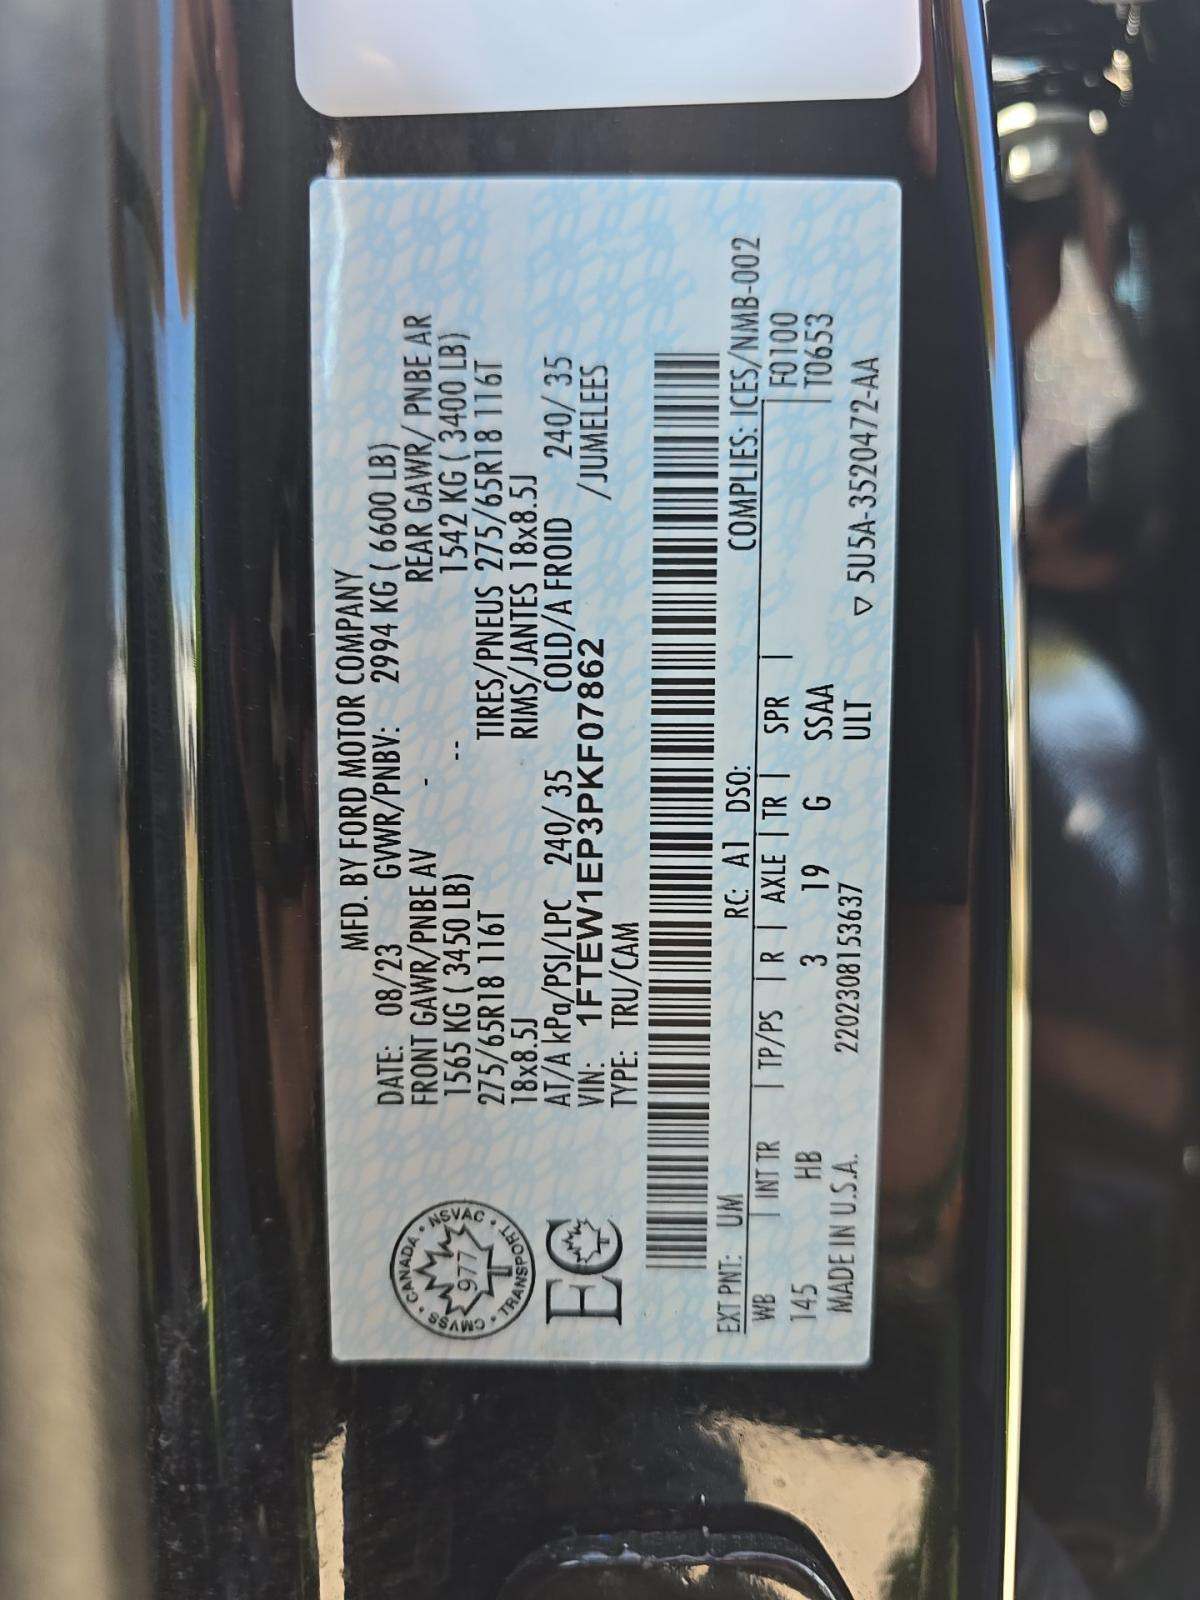 MFD. BY FORD MOTOR COMPANY
DATE: 08/23 GVWR/PNBV: 2994 KG ( 6600 LB)
FRONT GAWR/PNBE AV - REAR GAWR/ PNBE AR
1565 KG ( 3450 LB) -- 1542 KG ( 3400 LB)
275/65R18 116T TIRES/PNEUS 275/65R18 116T
18x8.5J RIMS/JANTES 18x8.5J
AT/A kPa/PSI/LPC 240/35 COLD/A FROID 240/ 35
VIN: 1FTEW1EP3PKF07862 /JUMELEES
TYPE: TRU/CAM
CANADA • NSVAC • TRANSPORT • CMVSS •
977
T
EC
COMPLIES: ICES/NMB-002
EXT PNT: UM RC: A1 DSO:
WB | INT TR | TP/PS | R | AXLE | TR | SPR | F0100
145 HB 3 19 G SSAA T0653
ULT
MADE IN U.S.A. 220230815​3637 ▽ 5U5A-3520472-AA